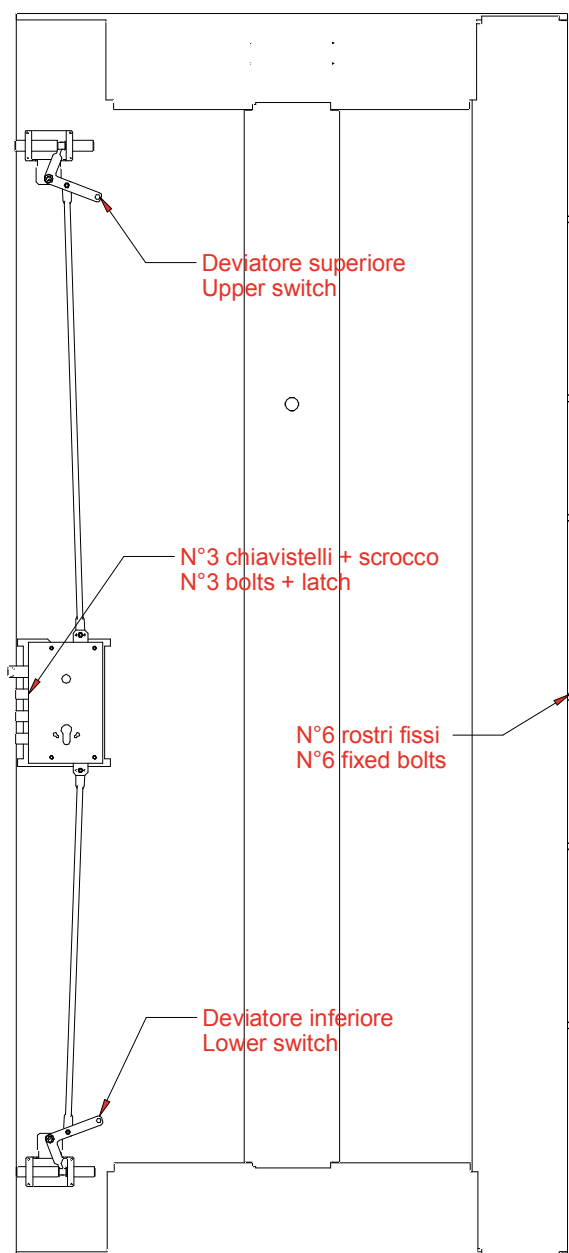 Deviatore superiore
Upper switch
N°3 chiavistelli + scrocco
N°3 bolts + latch
N°6 rostri fissi
N°6 fixed bolts
Deviatore inferiore
Lower switch